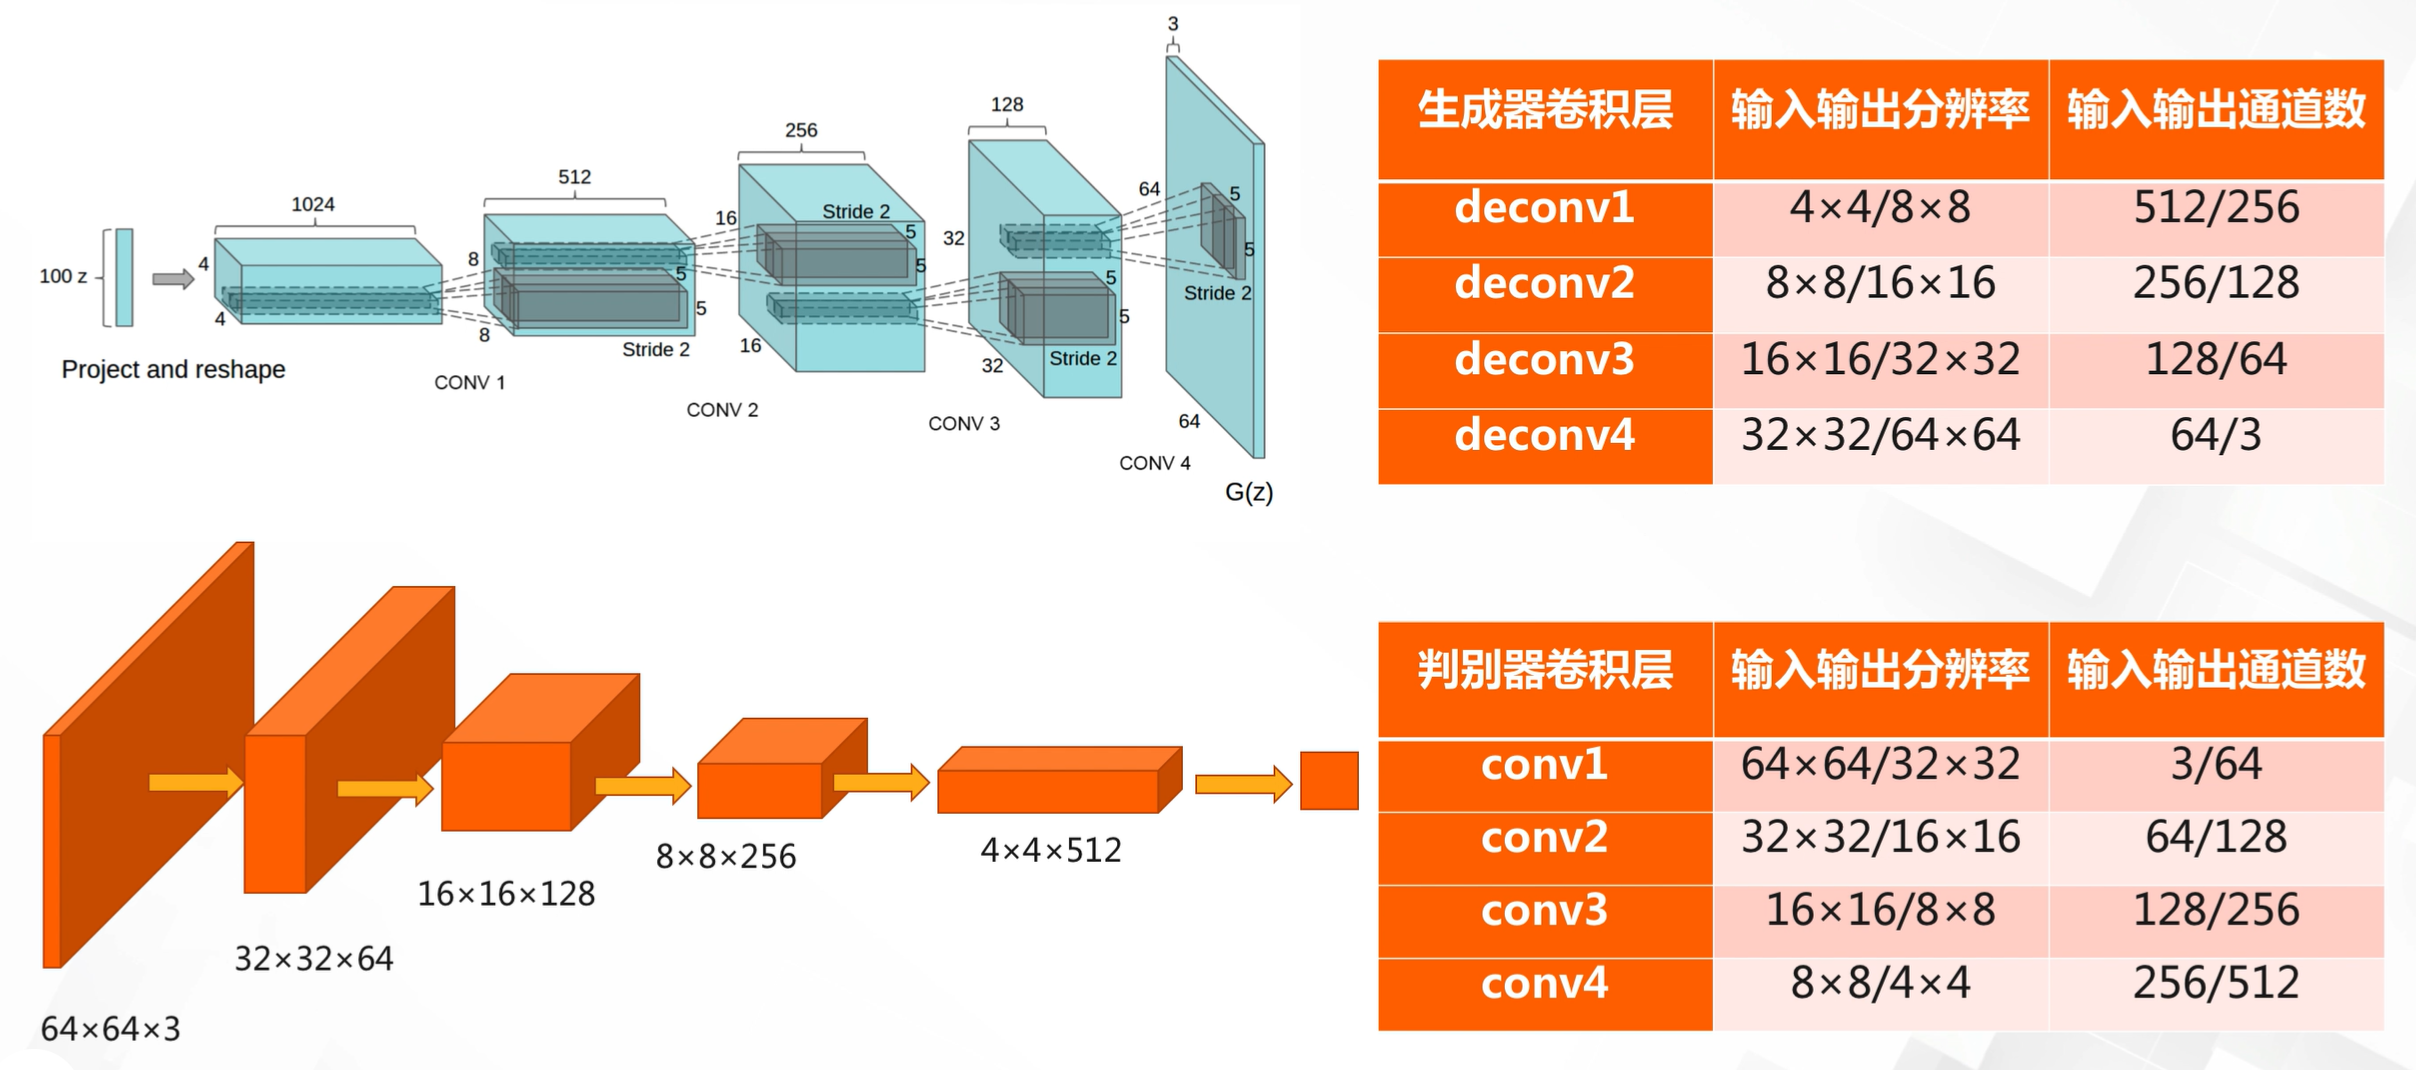 100 z
Project and reshape
1024
4
4
CONV 1
512
8
8
5
5
Stride 2
CONV 2
256
16
16
Stride 2
5
5
CONV 3
128
32
32
5
5
Stride 2
CONV 4
3
64
64
5
5
Stride 2
G(z)
生成器卷积层 输入输出分辨率 输入输出通道数
deconv1 4×4/8×8 512/256
deconv2 8×8/16×16 256/128
deconv3 16×16/32×32 128/64
deconv4 32×32/64×64 64/3
64×64×3
32×32×64
16×16×128
8×8×256
4×4×512
判别器卷积层 输入输出分辨率 输入输出通道数
conv1 64×64/32×32 3/64
conv2 32×32/16×16 64/128
conv3 16×16/8×8 128/256
conv4 8×8/4×4 256/512